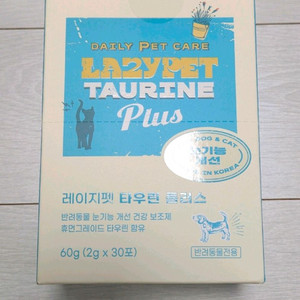 DAILY PET CARE
LAZYPET
TAURINE
Plus
DOG & CAT
눈기능
개선
IN KOREA
레이지펫 타우린 플러스
반려동물 눈기능 개선 건강 보조제
휴먼그레이드 타우린 함유
60g (2g x 30포)
반려동물전용